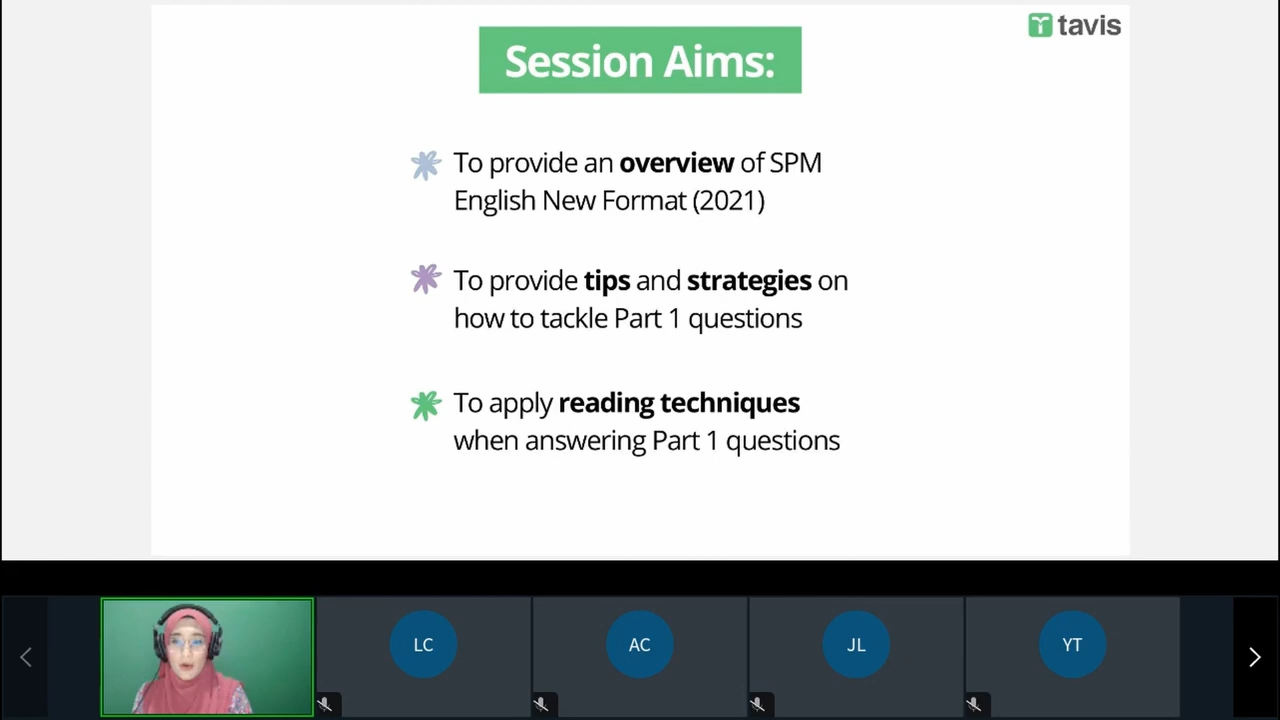 tavis
Session Aims:
To provide an overview of SPM
English New Format (2021)
To provide tips and strategies on
how to tackle Part 1 questions
To apply reading techniques
when answering Part 1 questions
LC
AC
JL
YT